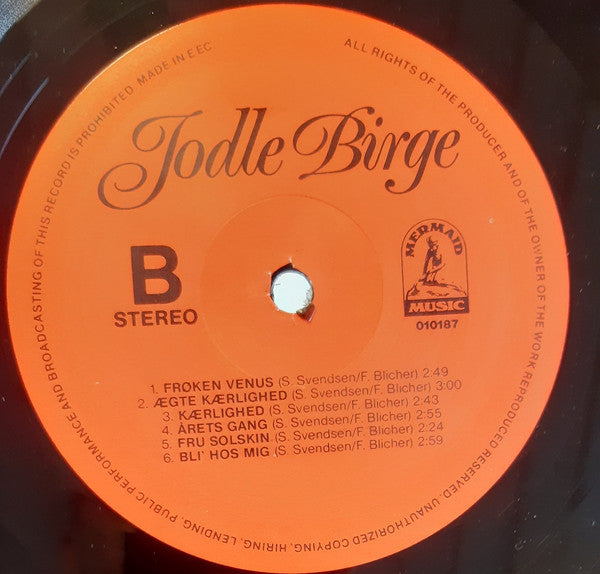 ALL RIGHTS OF THE PRODUCER AND OF THE OWNER OF THE WORK REPRODUCED RESERVED. UNAUTHORIZED COPYING, HIRING, LENDING, PUBLIC PERFORMANCE AND BROADCASTING OF THIS RECORD IS PROHIBITED. MADE IN EEC
Jodle Birge
B
STEREO
MERMAID
MUSIC
010187
1. FRØKEN VENUS (S. Svendsen/F. Blicher) 2:49
2. ÆGTE KÆRLIGHED (S. Svendsen/F. Blicher) 3:00
3. KÆRLIGHED (S. Svendsen/F. Blicher) 2:43
4. ÅRETS GANG (S. Svendsen/F. Blicher) 2:55
5. FRU SOLSKIN (S. Svendsen/F. Blicher) 2:24
6. BLI' HOS MIG (S. Svendsen/F. Blicher) 2:59